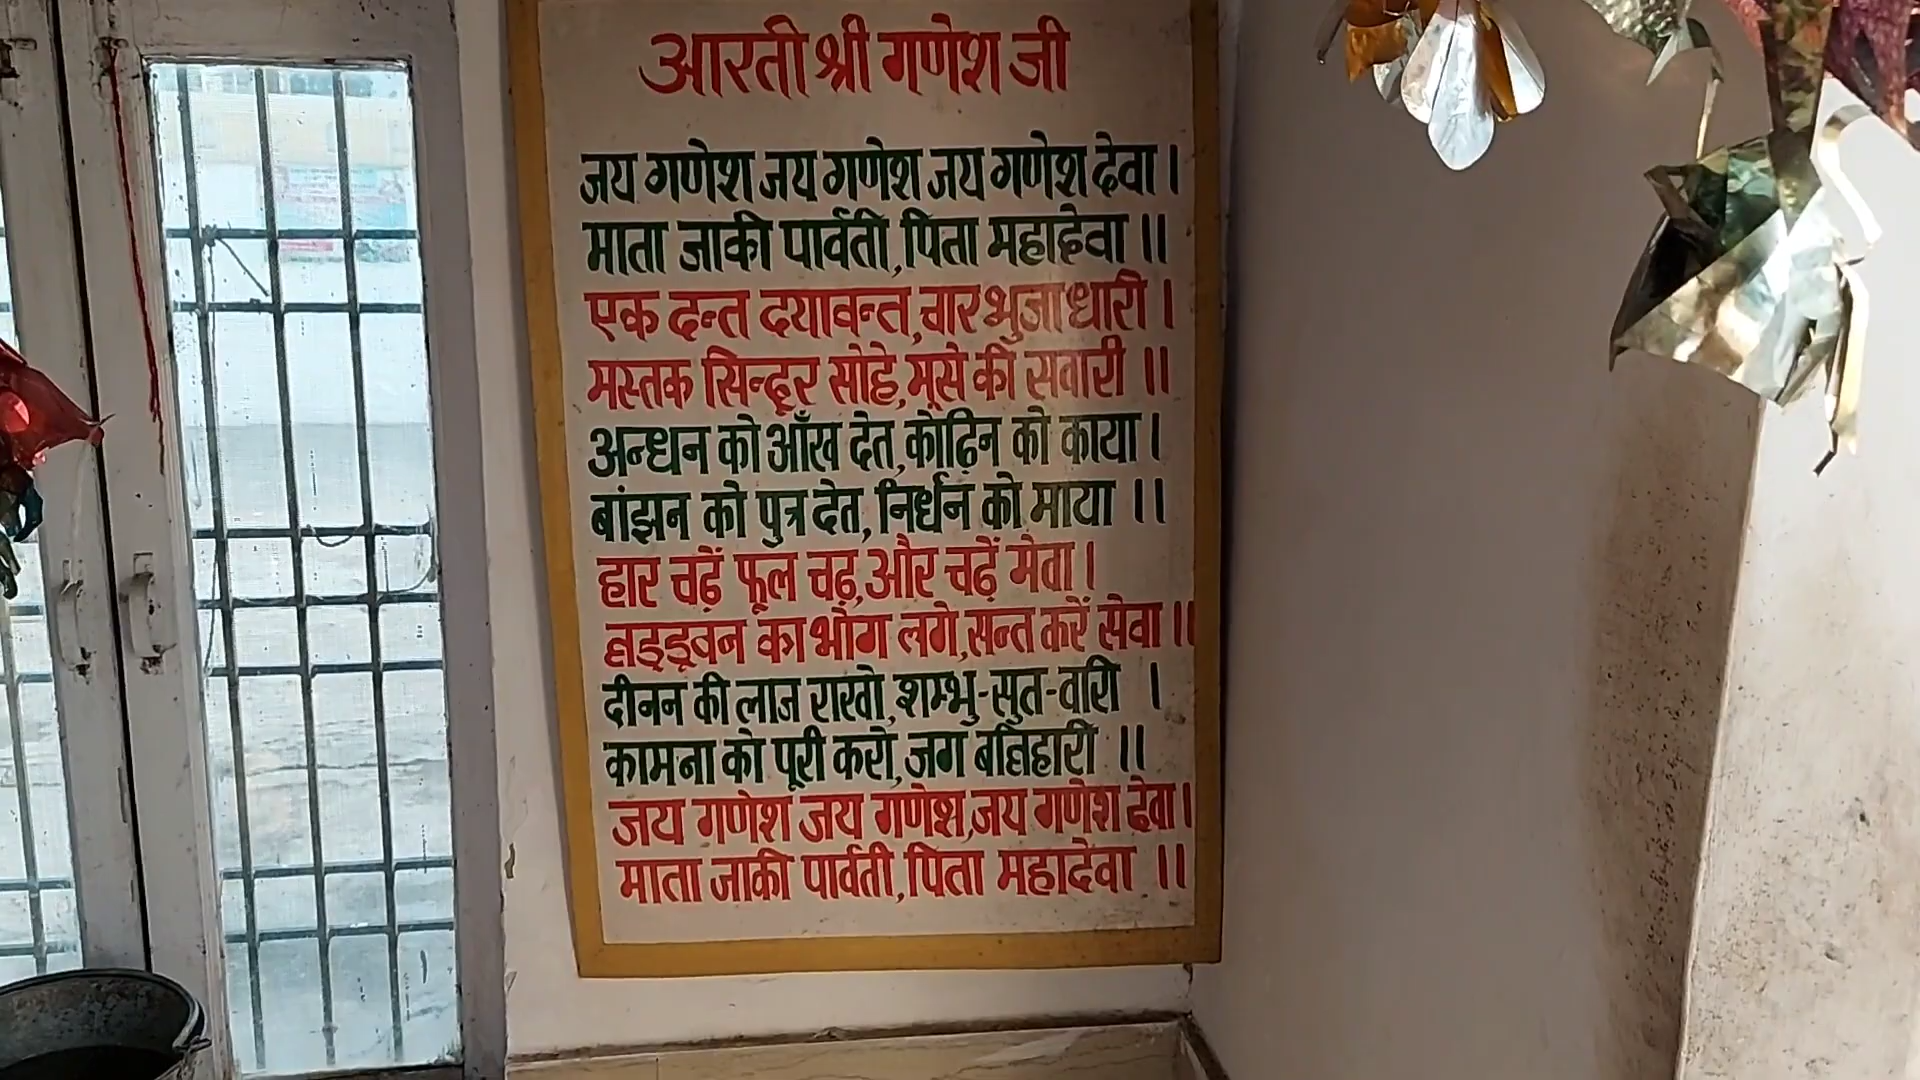 आरती श्री गणेश जी
जय गणेश जय गणेश जय गणेश देवा।
माता जाकी पार्वती, पिता महादेवा ॥
एक दन्त दयावन्त, चार भुजा धारी।
मस्तक सिन्दूर सोहे, मूसे की सवारी ॥
अन्धन को आँख देत, कोढ़िन को काया।
बांझन को पुत्र देत, निर्धन को माया ॥
हार चढ़ें फूल चढ़, और चढ़ें मेवा।
लड्डूवन का भोग लगे, सन्त करें सेवा ॥
दीनन की लाज राखो, शम्भु-सुत-वारी ।
कामना को पूरी करो, जग बलिहारी ॥
जय गणेश जय गणेश, जय गणेश देवा।
माता जाकी पार्वती, पिता महादेवा ॥